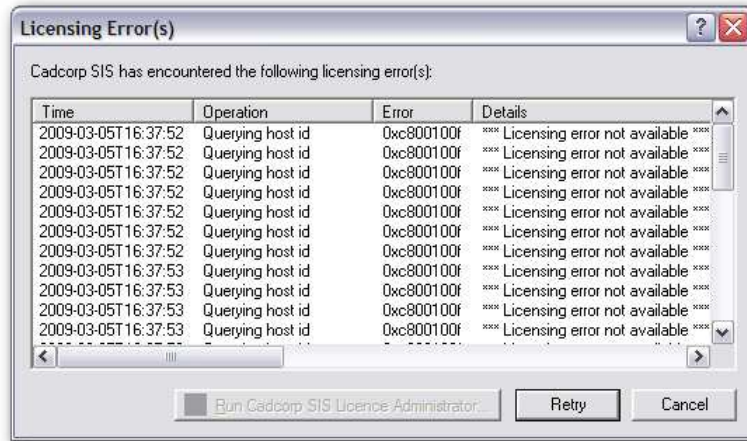 Licensing Error(s)
Cadcorp SIS has encountered the following licensing error(s):
Time Operation Error Details
2009-03-05T16:37:52 Querying host id 0xc800100f *** Licensing error not available ***
2009-03-05T16:37:52 Querying host id 0xc800100f *** Licensing error not available ***
2009-03-05T16:37:52 Querying host id 0xc800100f *** Licensing error not available ***
2009-03-05T16:37:52 Querying host id 0xc800100f *** Licensing error not available ***
2009-03-05T16:37:52 Querying host id 0xc800100f *** Licensing error not available ***
2009-03-05T16:37:52 Querying host id 0xc800100f *** Licensing error not available ***
2009-03-05T16:37:52 Querying host id 0xc800100f *** Licensing error not available ***
2009-03-05T16:37:53 Querying host id 0xc800100f *** Licensing error not available ***
2009-03-05T16:37:53 Querying host id 0xc800100f *** Licensing error not available ***
2009-03-05T16:37:53 Querying host id 0xc800100f *** Licensing error not available ***
2009-03-05T16:37:53 Querying host id 0xc800100f *** Licensing error not available ***
Run Cadcorp SIS Licence Administrator... Retry Cancel